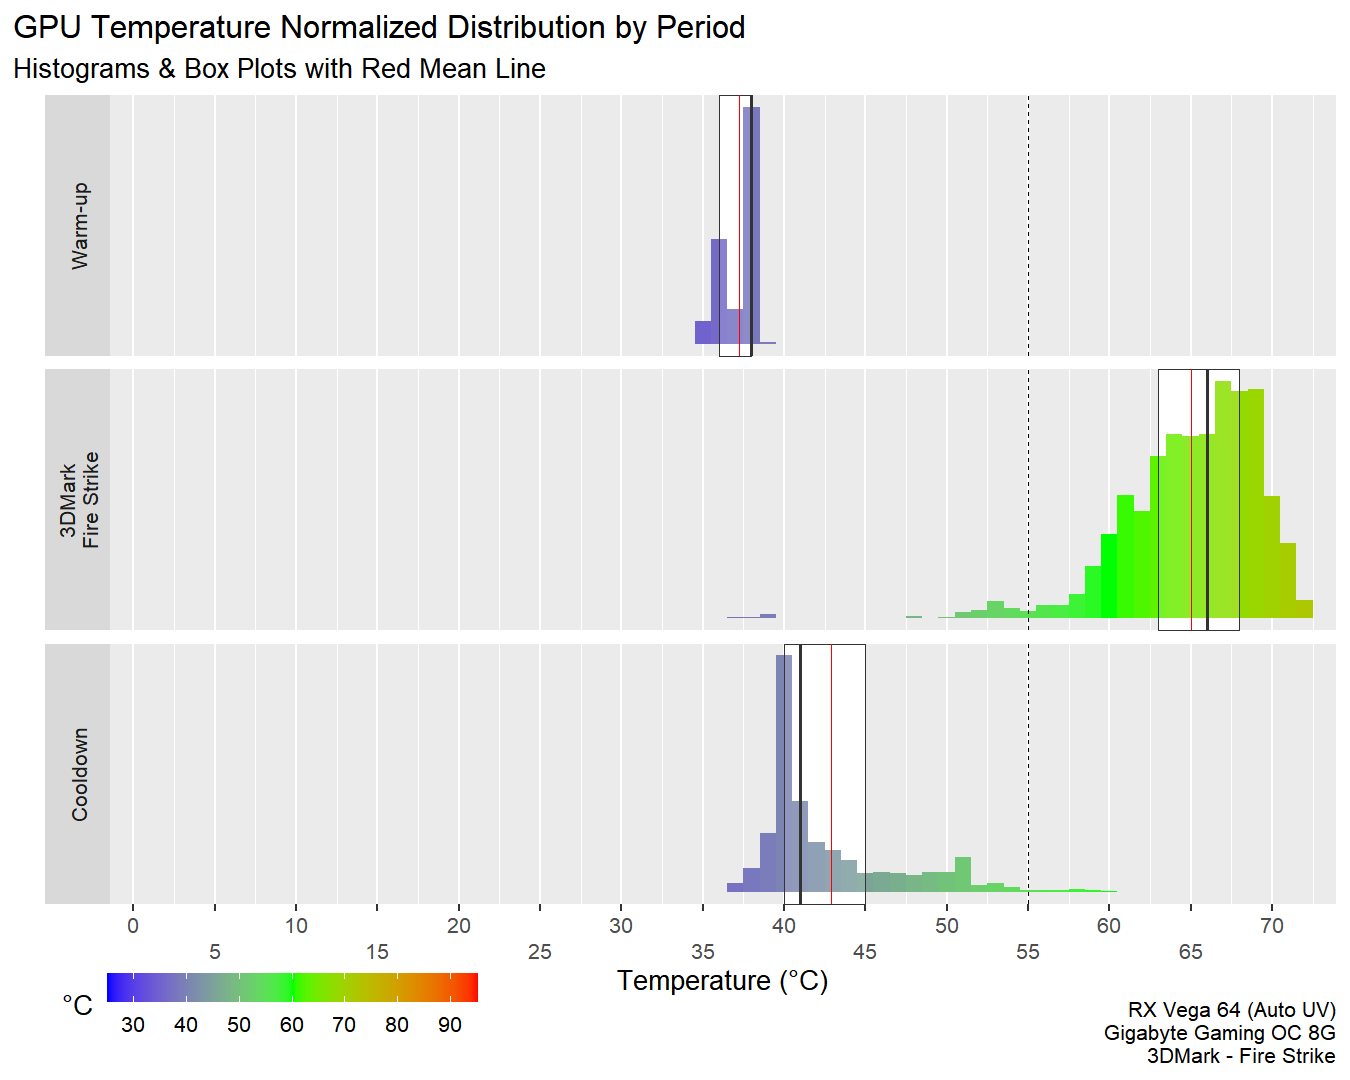 GPU Temperature Normalized Distribution by Period
Histograms & Box Plots with Red Mean Line
Warm-up
3DMark
Fire Strike
Cooldown
0 10 20 30 40 50 60 70
5 15 25 35 45 55 65
Temperature (°C)
°C
30 40 50 60 70 80 90
RX Vega 64 (Auto UV)
Gigabyte Gaming OC 8G
3DMark - Fire Strike